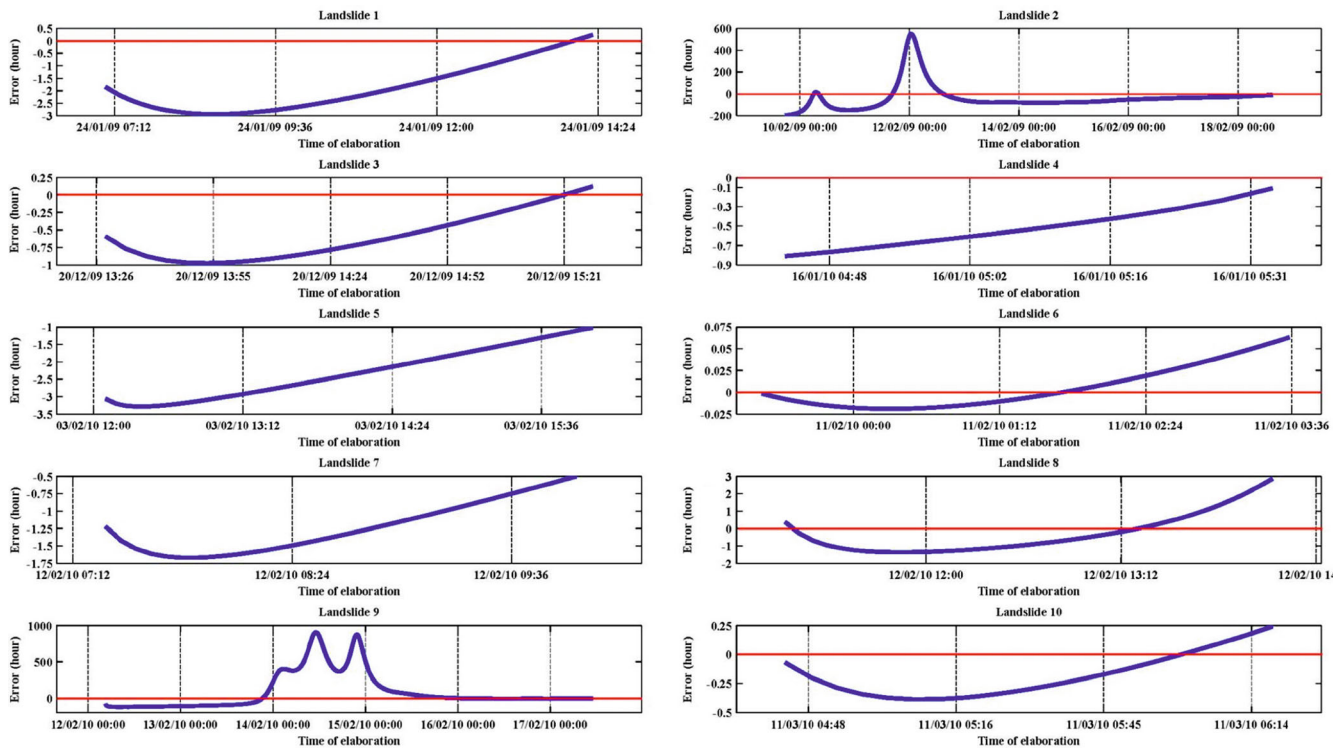 Landslide 1
Error (hour)
0.5
0
-0.5
-1
-1.5
-2
-2.5
-3
24/01/09 07:12 24/01/09 09:36 24/01/09 12:00 24/01/09 14:24
Time of elaboration
Landslide 2
Error (hour)
600
400
200
0
-200
10/02/09 00:00 12/02/09 00:00 14/02/09 00:00 16/02/09 00:00 18/02/09 00:00
Time of elaboration
Landslide 3
Error (hour)
0.25
0
-0.25
-0.5
-0.75
-1
20/12/09 13:26 20/12/09 13:55 20/12/09 14:24 20/12/09 14:52 20/12/09 15:21
Time of elaboration
Landslide 4
Error (hour)
0
-0.1
-0.3
-0.5
-0.7
-0.9
16/01/10 04:48 16/01/10 05:02 16/01/10 05:16 16/01/10 05:31
Time of elaboration
Landslide 5
Error (hour)
-1
-1.5
-2
-2.5
-3
-3.5
03/02/10 12:00 03/02/10 13:12 03/02/10 14:24 03/02/10 15:36
Time of elaboration
Landslide 6
Error (hour)
0.075
0.05
0.025
0
-0.025
11/02/10 00:00 11/02/10 01:12 11/02/10 02:24 11/02/10 03:36
Time of elaboration
Landslide 7
Error (hour)
-0.5
-0.75
-1
-1.25
-1.5
-1.75
12/02/10 07:12 12/02/10 08:24 12/02/10 09:36
Time of elaboration
Landslide 8
Error (hour)
3
2
1
0
-1
-2
12/02/10 12:00 12/02/10 13:12 12/02/10 14
Time of elaboration
Landslide 9
Error (hour)
1000
500
0
12/02/10 00:00 13/02/10 00:00 14/02/10 00:00 15/02/10 00:00 16/02/10 00:00 17/02/10 00:00
Time of elaboration
Landslide 10
Error (hour)
0.25
0
-0.25
-0.5
11/03/10 04:48 11/03/10 05:16 11/03/10 05:45 11/03/10 06:14
Time of elaboration